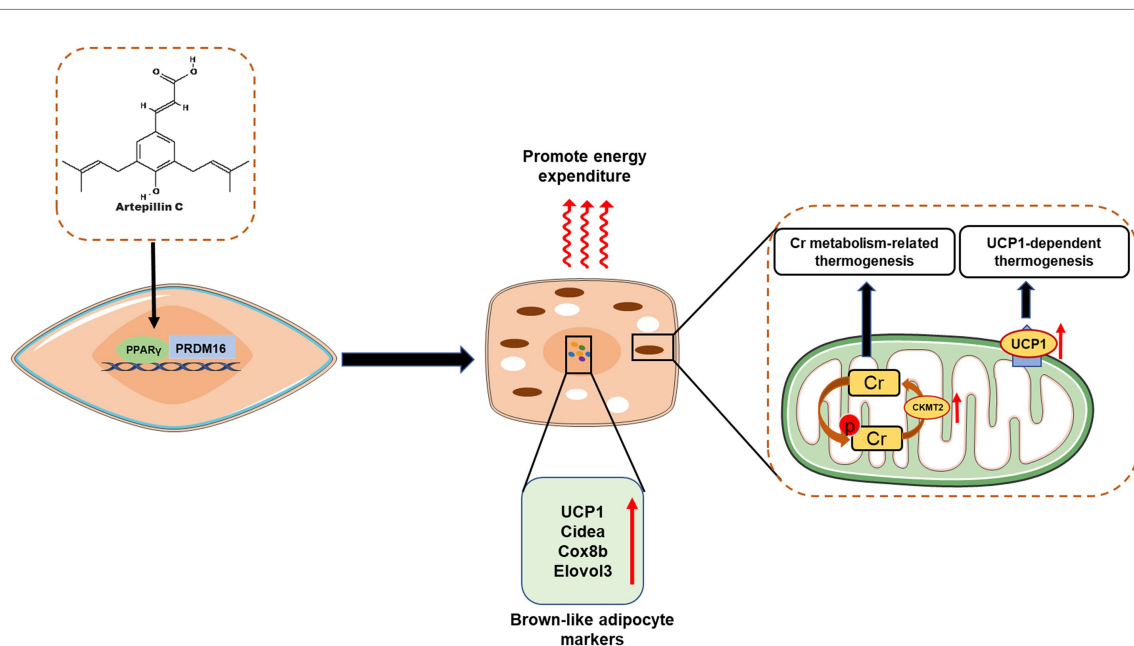 H
O
O
H
H
O
H
Artepillin C
PPARγ
PRDM16
Promote energy
expenditure
UCP1
Cidea
Cox8b
Elovol3
Brown-like adipocyte
markers
Cr metabolism-related
thermogenesis
UCP1-dependent
thermogenesis
UCP1
Cr
CKMT2
p
Cr